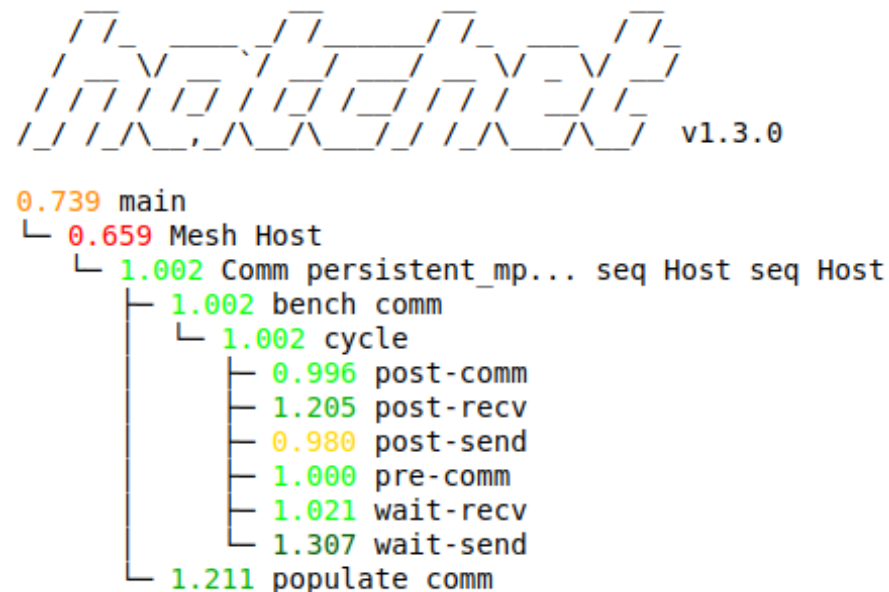 hatchet v1.3.0
0.739 main
└─ 0.659 Mesh Host
└─ 1.002 Comm persistent_mp... seq Host seq Host
├─ 1.002 bench comm
│ └─ 1.002 cycle
│ ├─ 0.996 post-comm
│ ├─ 1.205 post-recv
│ ├─ 0.980 post-send
│ ├─ 1.000 pre-comm
│ ├─ 1.021 wait-recv
│ └─ 1.307 wait-send
└─ 1.211 populate comm